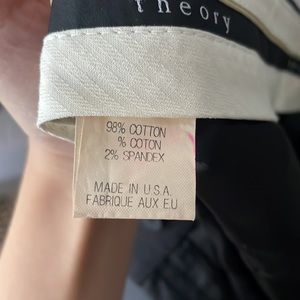 theory
98% COTTON
% COTON
2% SPANDEX
MADE IN U.S.A.
FABRIQUE AUX EU